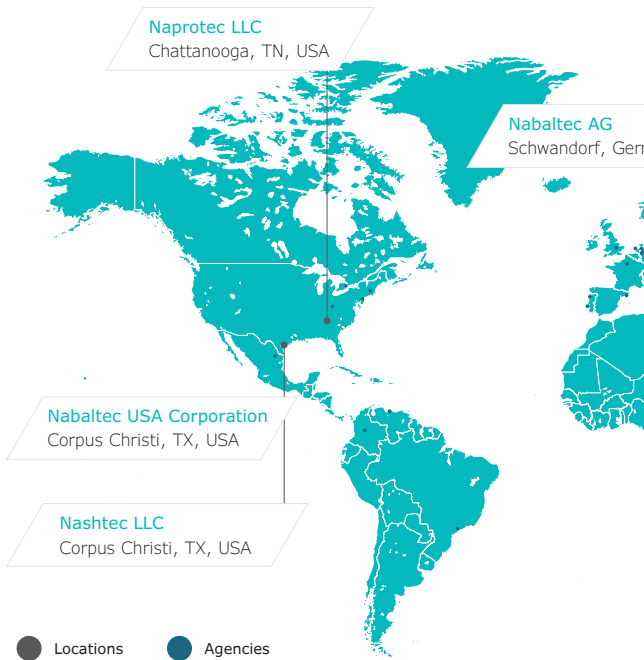 Naprotec LLC
Chattanooga, TN, USA
Nabaltec AG
Schwandorf,
Nabaltec USA Corporation
Corpus Christi, TX, USA
Nashtec LLC
Corpus Christi, TX, USA
Locations
Agencies